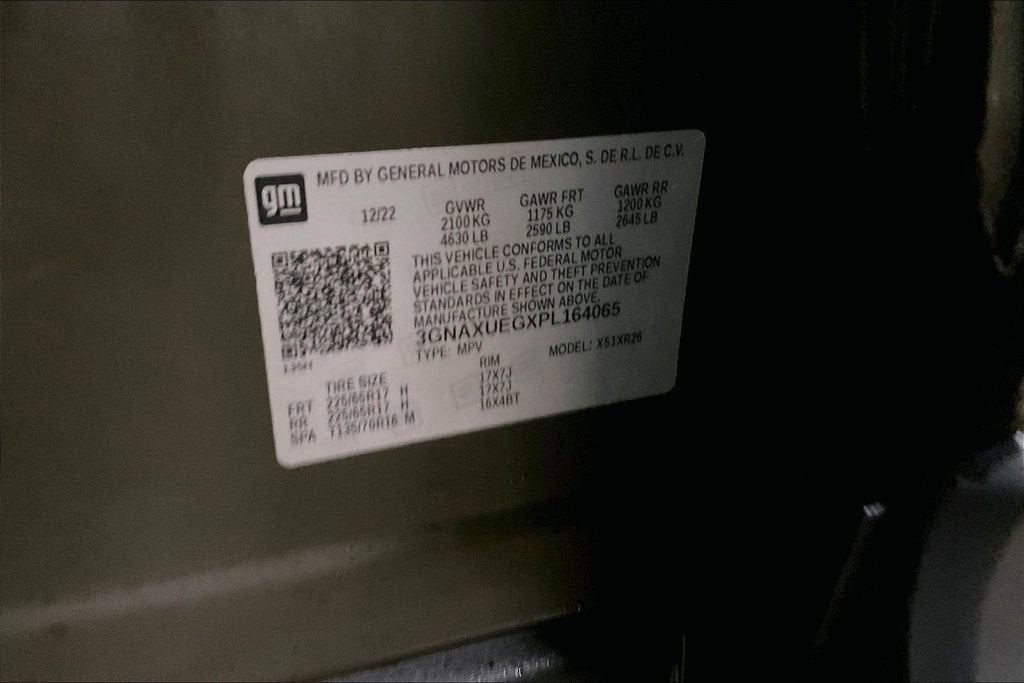 gm
MFD BY GENERAL MOTORS DE MEXICO, S. DE R.L. DE C.V.
12/22 GVWR GAWR FRT GAWR RR
2100 KG 1175 KG 1200 KG
4630 LB 2590 LB 2645 LB
THIS VEHICLE CONFORMS TO ALL
APPLICABLE U.S. FEDERAL MOTOR
VEHICLE SAFETY AND THEFT PREVENTION
STANDARDS IN EFFECT ON THE DATE OF
MANUFACTURE SHOWN ABOVE.
3GNAXUEGXPL164065
TYPE: MPV MODEL: X51XR26
TIRE SIZE RIM
FRT 225/65R17 H 17X7J
RR 225/65R17 H 17X7J
SPA T135/70R16 M 16X4BT